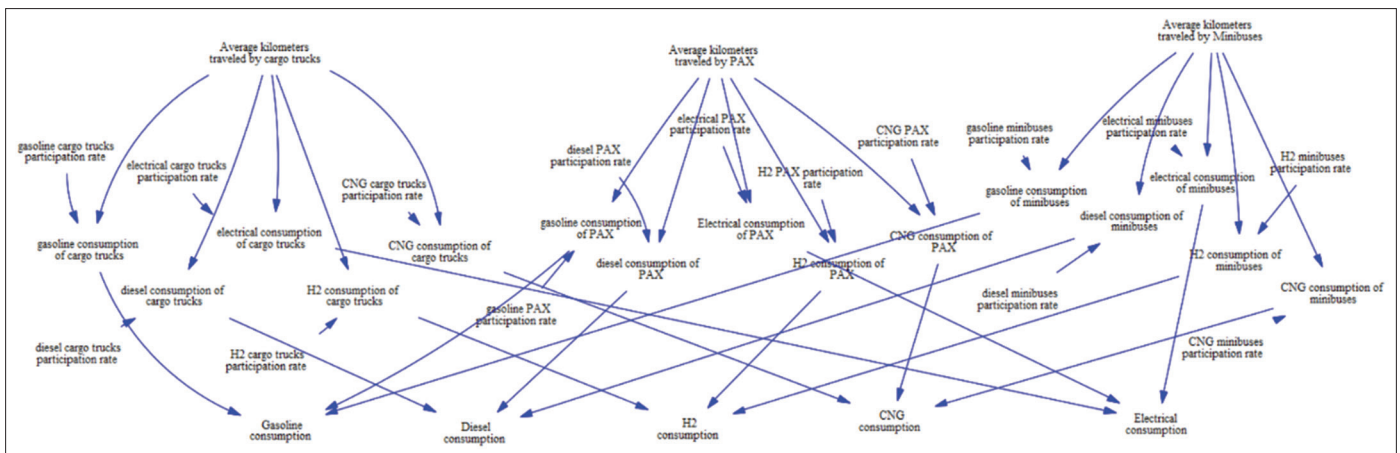 Average kilometers
traveled by cargo trucks
Average kilometers
traveled by PAX
Average kilometers
traveled by Minibuses
gasoline cargo trucks
participation rate
electrical cargo trucks
participation rate
CNG cargo trucks
participation rate
diesel PAX
participation rate
electrical PAX
participation rate
H2 PAX participation
rate
CNG PAX
participation rate
gasoline minibuses
participation rate
electrical minibuses
participation rate
H2 minibuses
participation rate
gasoline consumption
of cargo trucks
electrical consumption
of cargo trucks
CNG consumption of
cargo trucks
gasoline consumption
of PAX
Electrical consumption
of PAX
CNG consumption of
PAX
gasoline consumption
of minibuses
electrical consumption
of minibuses
diesel consumption of
minibuses
diesel consumption of
cargo trucks
H2 consumption of
cargo trucks
diesel consumption of
PAX
H2 consumption of
PAX
H2 consumption of
minibuses
CNG consumption of
minibuses
gasoline PAX
participation rate
diesel minibuses
participation rate
diesel cargo trucks
participation rate
H2 cargo trucks
participation rate
CNG minibuses
participation rate
Gasoline
consumption
Diesel
consumption
H2
consumption
CNG
consumption
Electrical
consumption